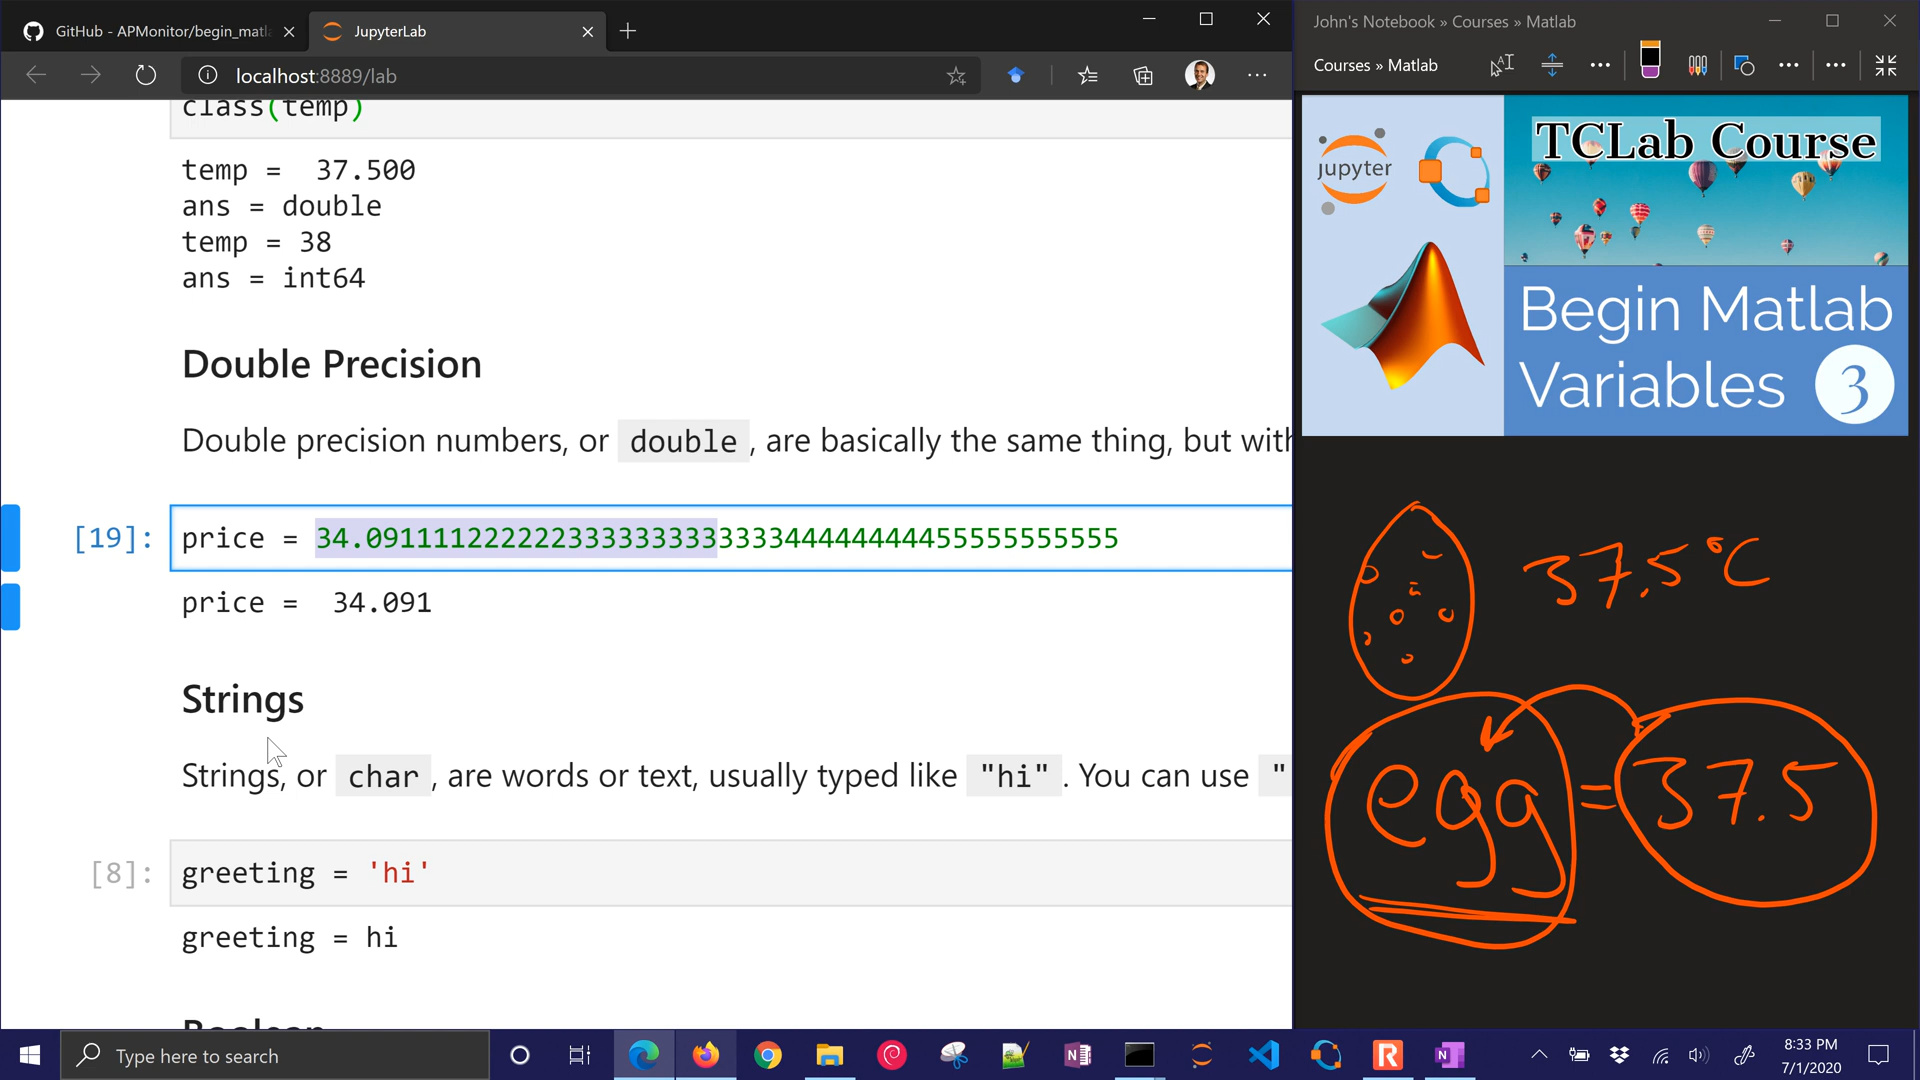 GitHub - APMonitor/begin_matla
JupyterLab
localhost:8889/lab
class(temp)
temp =  37.500
ans = double
temp = 38
ans = int64
Double Precision
Double precision numbers, or double , are basically the same thing, but with
[19]: price = 34.0911112222223333333333333444444444555555555555
price =  34.091
Strings
Strings, or char , are words or text, usually typed like "hi" . You can use "
[8]: greeting = 'hi'
greeting = hi
Boolean
John's Notebook » Courses » Matlab
Courses » Matlab
jupyter
TCLab Course
Begin Matlab
Variables 3
37.5°C
egg = 37.5
Type here to search
8:33 PM
7/1/2020